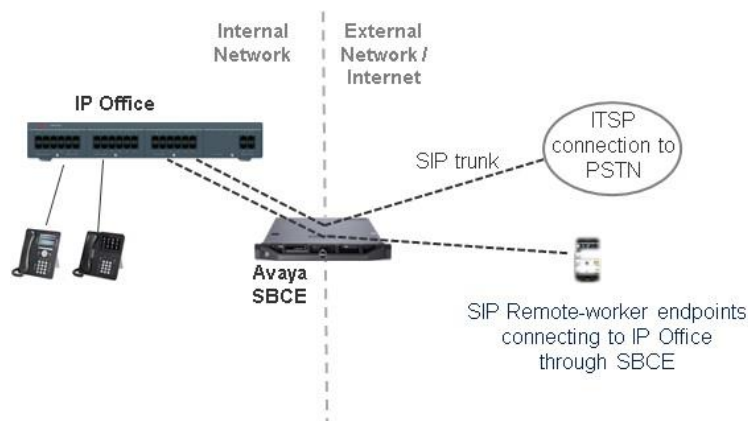 Internal
Network
External
Network /
Internet
IP Office
ITSP
connection to
PSTN
SIP trunk
Avaya
SBCE
SIP Remote-worker endpoints
connecting to IP Office
through SBCE